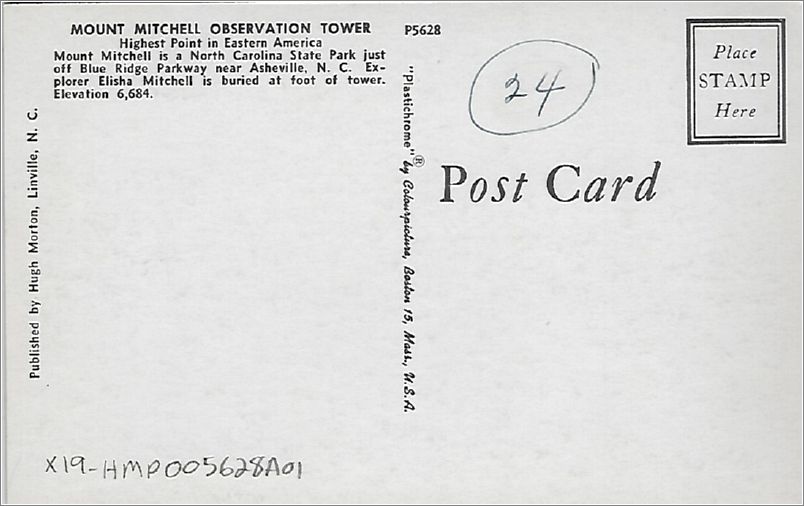 MOUNT MITCHELL OBSERVATION TOWER
Highest Point in Eastern America
Mount Mitchell is a North Carolina State Park just
off Blue Ridge Parkway near Asheville, N. C. Ex-
plorer Elisha Mitchell is buried at foot of tower.
Elevation 6,684.
P5628
24
Place
STAMP
Here
Published by Hugh Morton, Linville, N. C.
"Plastichrome"® by Colourpicture, Boston 15, Mass., U.S.A.
Post Card
X19-HMP005628A01